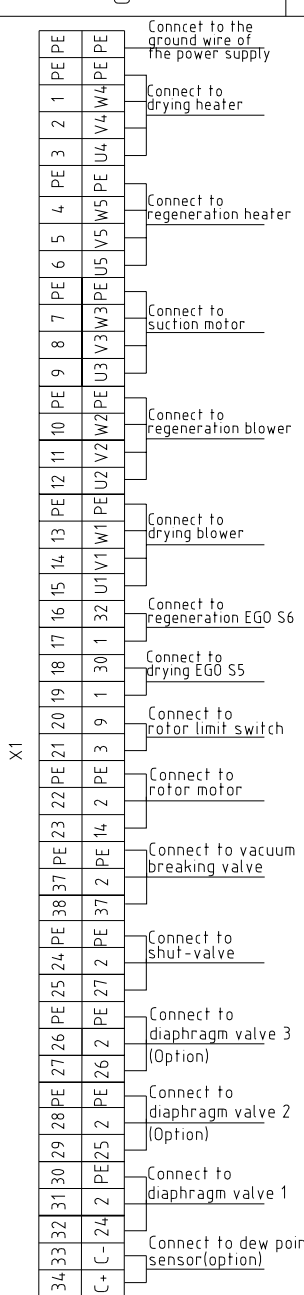 X1
PE PE
Conncet to the
ground wire of
the power supply
PE PE
1 W4
2 V4
3 U4
Connect to
drying heater
PE PE
4 W5
5 V5
6 U5
Connect to
regeneration heater
PE PE
7 W3
8 V3
9 U3
Connect to
suction motor
PE PE
10 W2
11 V2
12 U2
Connect to
regeneration blower
PE PE
13 W1
14 V1
15 U1
Connect to
drying blower
16 32
17 1
Connect to
regeneration EGO S6
18 30
19 1
Connect to
drying EGO S5
20 9
21 3
Connect to
rotor limit switch
PE PE
22 2
23 14
Connect to
rotor motor
PE PE
37 2
38 37
Connect to vacuum
breaking valve
PE PE
24 2
25 27
Connect to
shut-valve
PE PE
26 2
27 26
Connect to
diaphragm valve 3
(Option)
PE PE
28 2
29 25
Connect to
diaphragm valve 2
(Option)
30 PE
31 2
32 24
Connect to
diaphragm valve 1
33 C-
34 C+
Connect to dew poin
sensor(option)